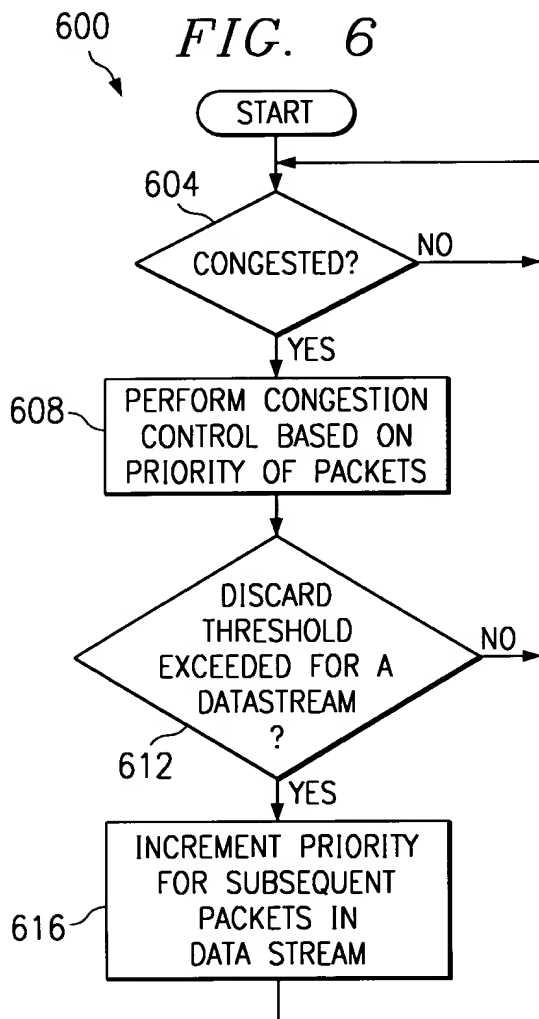 600
FIG. 6
START
604
CONGESTED?
NO
YES
608
PERFORM CONGESTION
CONTROL BASED ON
PRIORITY OF PACKETS
DISCARD
THRESHOLD
EXCEEDED FOR A
DATASTREAM
?
NO
612
YES
INCREMENT PRIORITY
FOR SUBSEQUENT
PACKETS IN
DATA STREAM
616